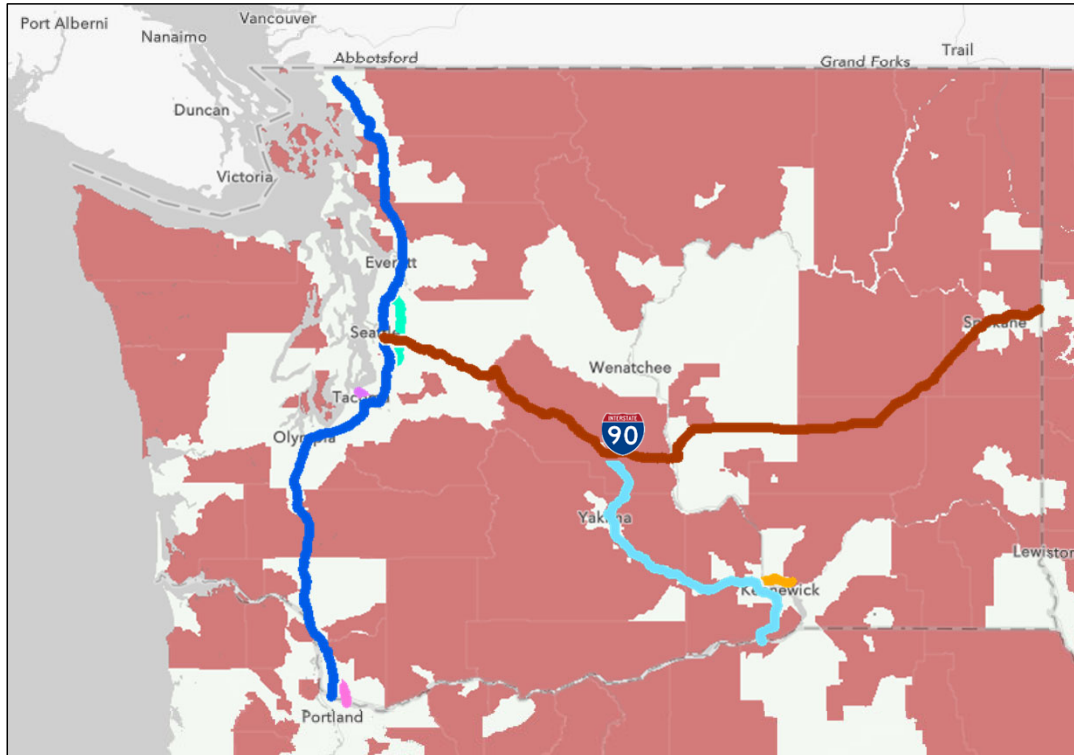 Vancouver
Port Alberni
Nanaimo
Abbotsford
Trail
Grand Forks
Duncan
Victoria
Everett
Seattle
Spokane
Wenatchee
Tacoma
INTERSTATE
90
Olympia
Yakima
Lewiston
Kennewick
Portland